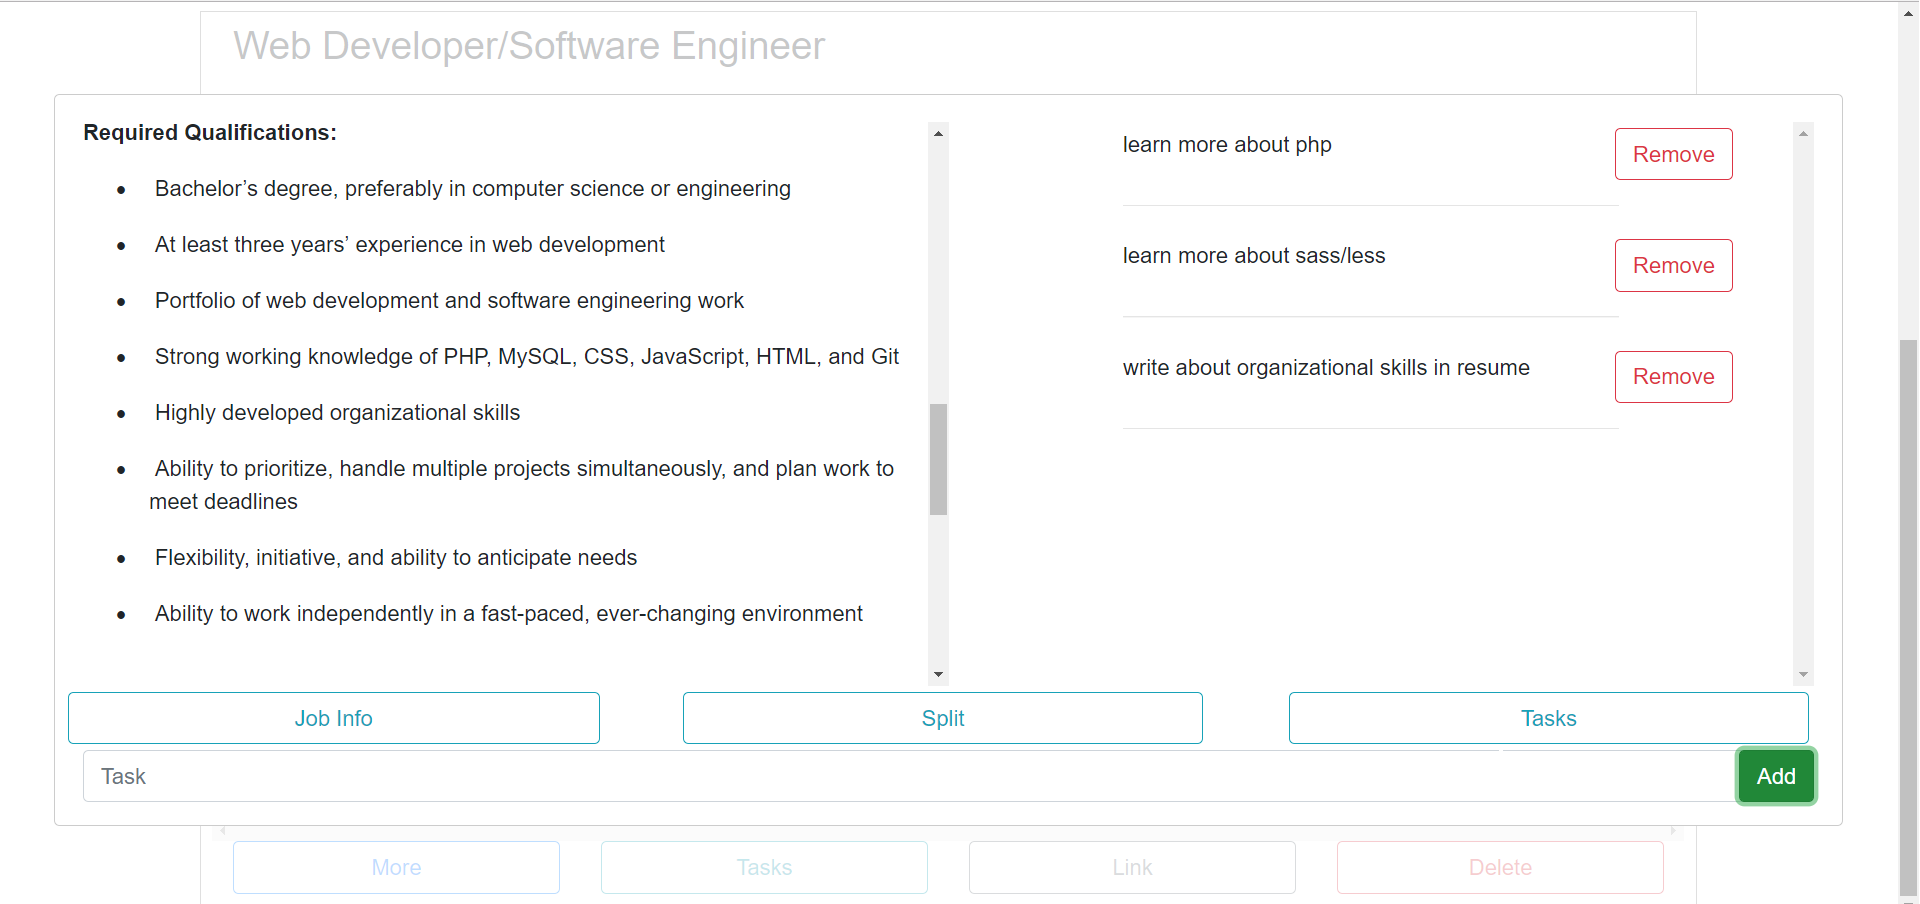 Web Developer/Software Engineer
Required Qualifications:
• Bachelor’s degree, preferably in computer science or engineering
• At least three years’ experience in web development
• Portfolio of web development and software engineering work
• Strong working knowledge of PHP, MySQL, CSS, JavaScript, HTML, and Git
• Highly developed organizational skills
• Ability to prioritize, handle multiple projects simultaneously, and plan work to
meet deadlines
• Flexibility, initiative, and ability to anticipate needs
• Ability to work independently in a fast-paced, ever-changing environment
learn more about php
Remove
learn more about sass/less
Remove
write about organizational skills in resume
Remove
Job Info
Split
Tasks
Task
Add
More
Tasks
Link
Delete